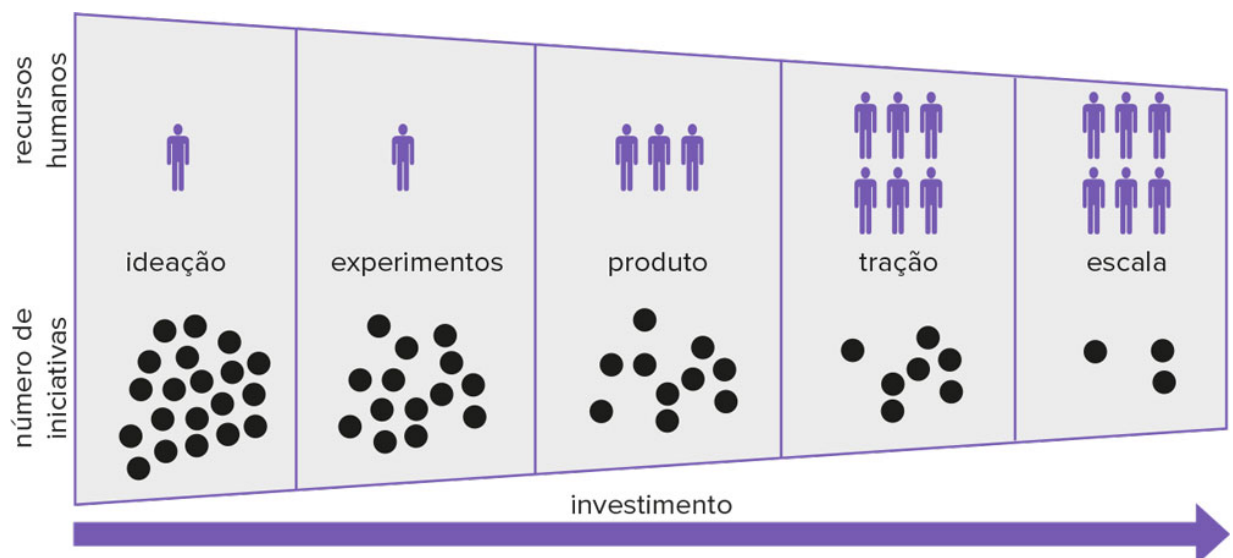 recursos
humanos
ideação
experimentos
produto
tração
escala
número de
iniciativas
investimento